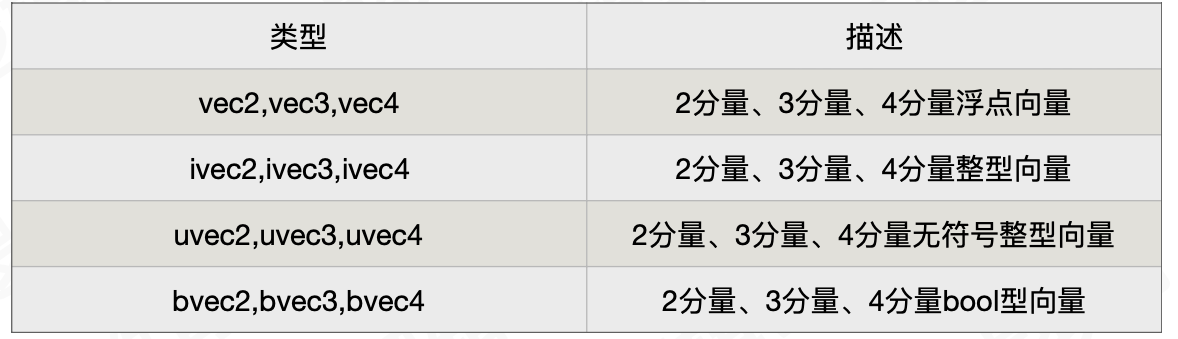 类型 描述
vec2,vec3,vec4 2分量、3分量、4分量浮点向量
ivec2,ivec3,ivec4 2分量、3分量、4分量整型向量
uvec2,uvec3,uvec4 2分量、3分量、4分量无符号整型向量
bvec2,bvec3,bvec4 2分量、3分量、4分量bool型向量